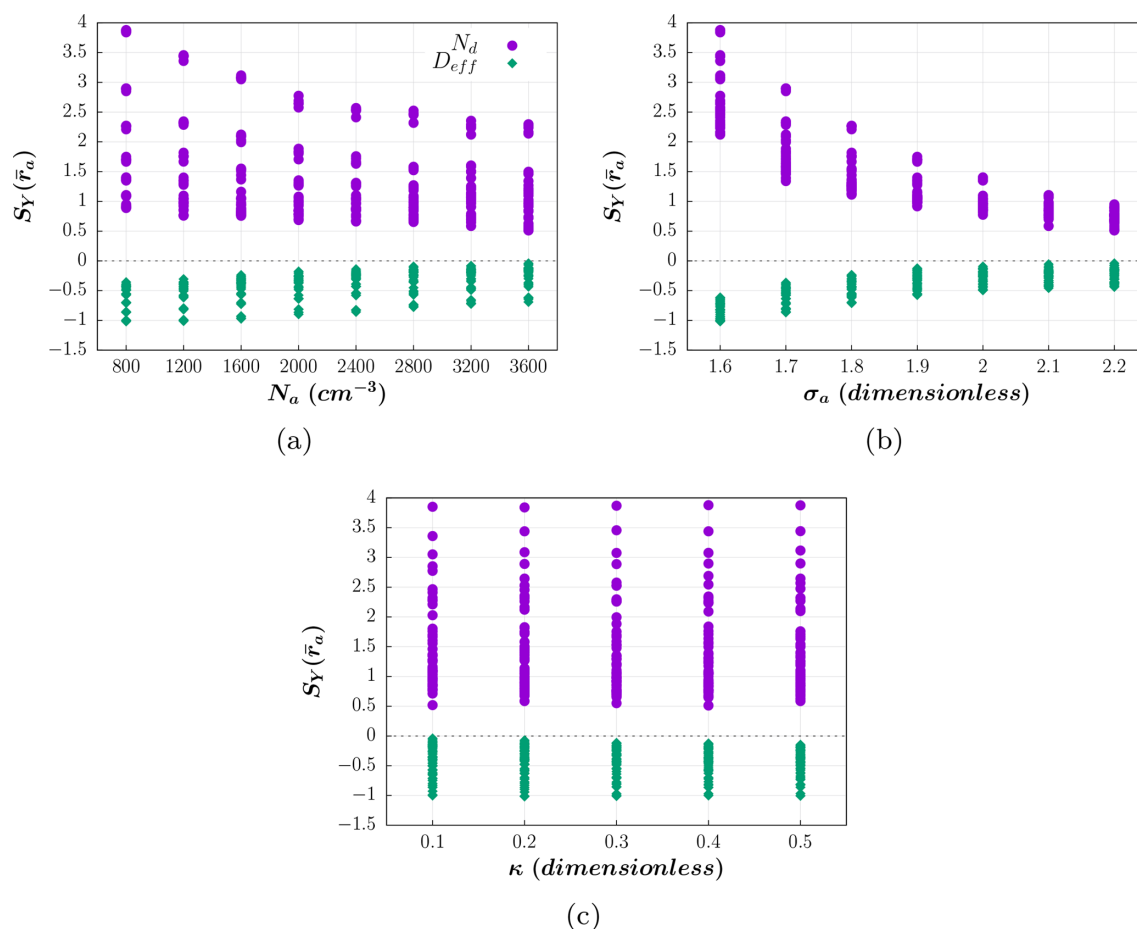 4
3.5
3
2.5
2
1.5
1
0.5
0
−0.5
−1
−1.5
S_Y(r̄_a)
N_d
D_eff
800 1200 1600 2000 2400 2800 3200 3600
N_a (cm⁻³)
(a)
4
3.5
3
2.5
2
1.5
1
0.5
0
−0.5
−1
−1.5
S_Y(r̄_a)
1.6 1.7 1.8 1.9 2 2.1 2.2
σ_a (dimensionless)
(b)
4
3.5
3
2.5
2
1.5
1
0.5
0
−0.5
−1
−1.5
S_Y(r̄_a)
0.1 0.2 0.3 0.4 0.5
κ (dimensionless)
(c)